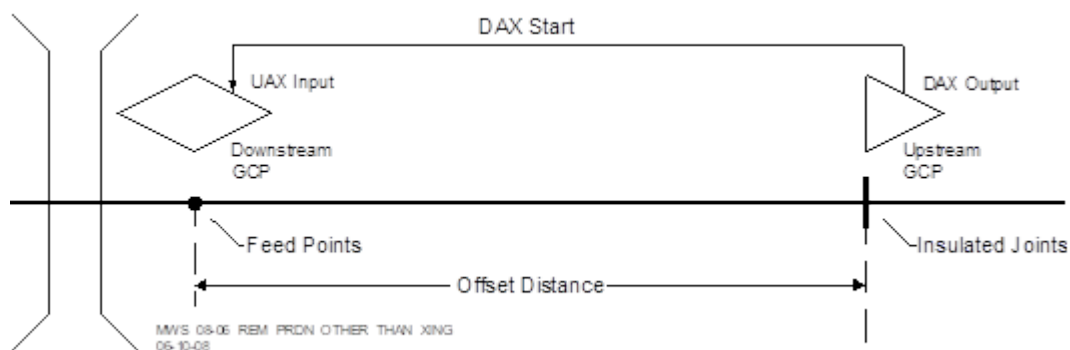 DAX Start
UAX Input
DAX Output
Downstream
GCP
Upstream
GCP
Feed Points
Insulated Joints
Offset Distance
MWS 08-06 REM PRDN OTHER THAN XING
06-10-08